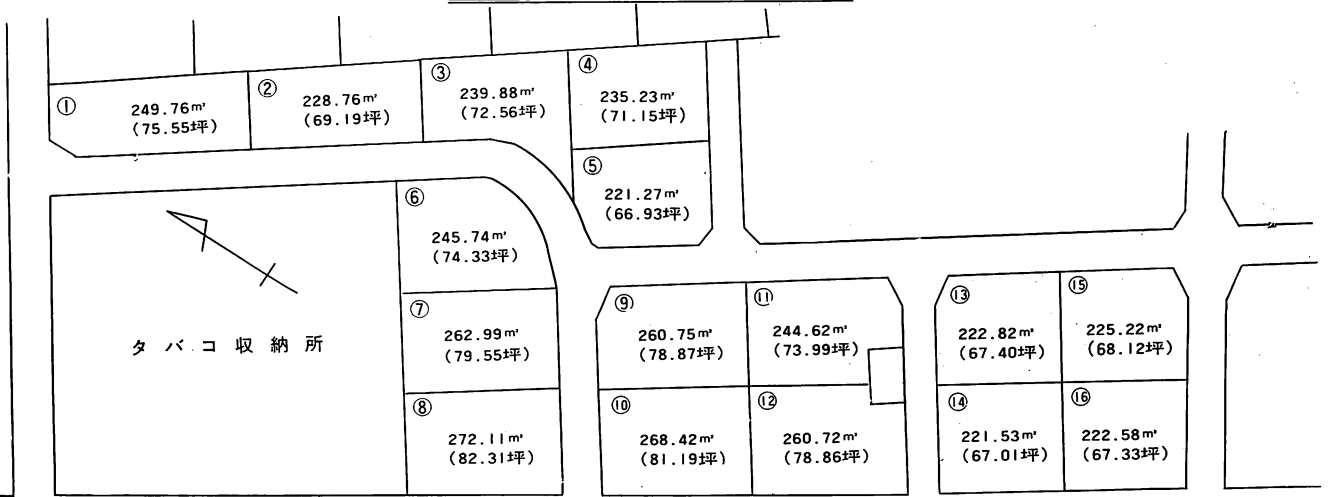 ①
249.76㎡
(75.55坪)
②
228.76㎡
(69.19坪)
③
239.88㎡
(72.56坪)
④
235.23㎡
(71.15坪)
⑤
221.27㎡
(66.93坪)
⑥
245.74㎡
(74.33坪)
⑦
262.99㎡
(79.55坪)
⑧
272.11㎡
(82.31坪)
タバコ収納所
⑨
260.75㎡
(78.87坪)
⑩
268.42㎡
(81.19坪)
⑪
244.62㎡
(73.99坪)
⑫
260.72㎡
(78.86坪)
⑬
222.82㎡
(67.40坪)
⑭
221.53㎡
(67.01坪)
⑮
225.22㎡
(68.12坪)
⑯
222.58㎡
(67.33坪)